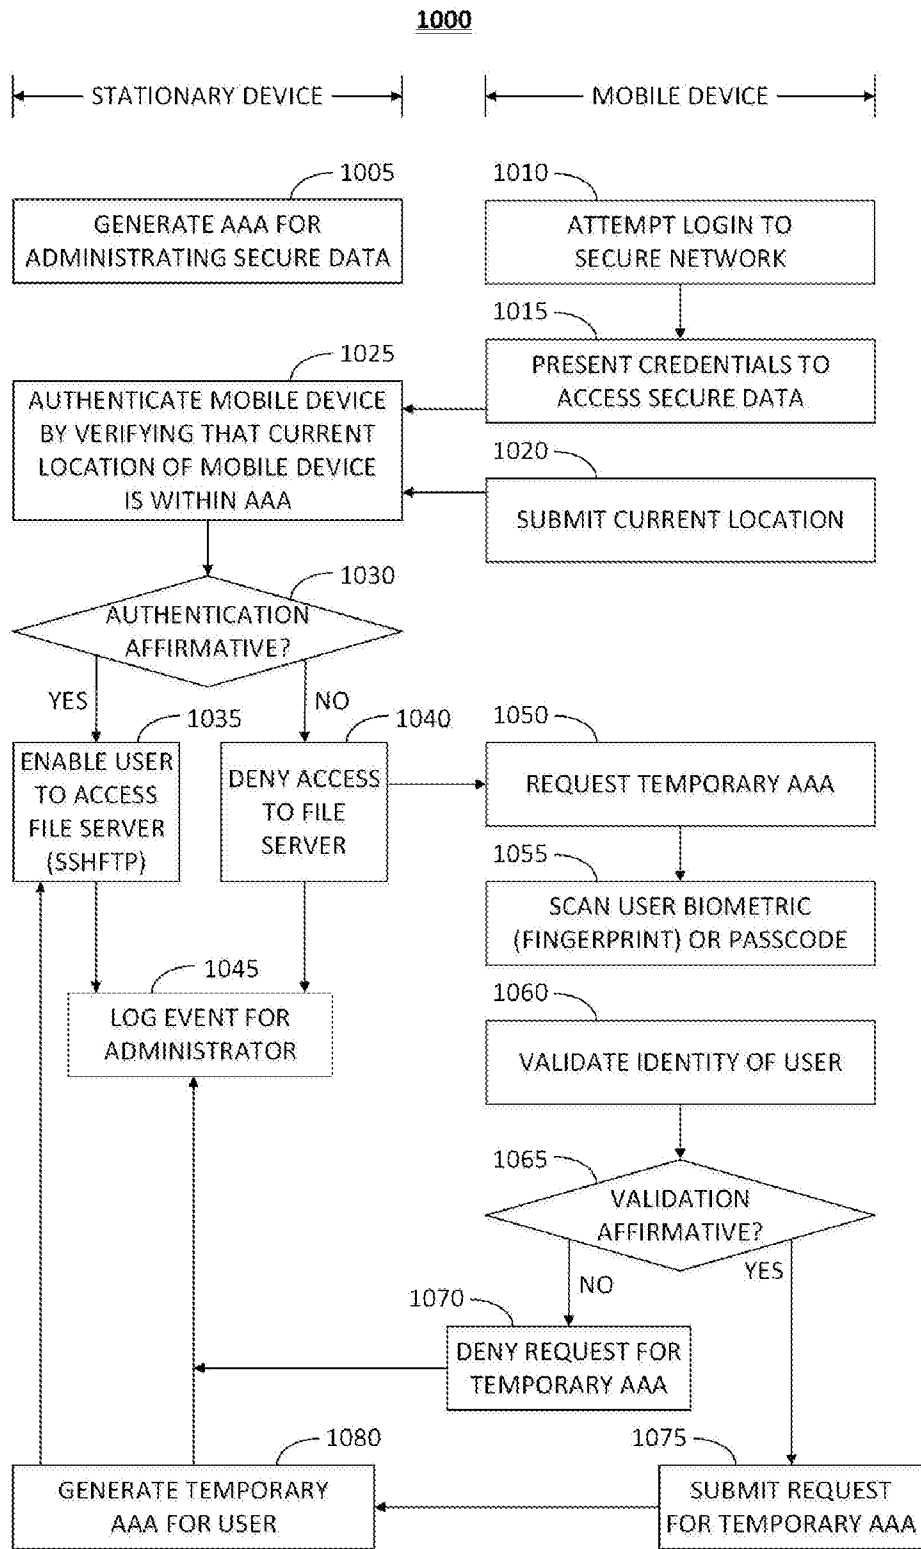 1000
STATIONARY DEVICE
MOBILE DEVICE
1005
GENERATE AAA FOR
ADMINISTRATING SECURE DATA
1010
ATTEMPT LOGIN TO
SECURE NETWORK
1015
PRESENT CREDENTIALS TO
ACCESS SECURE DATA
1025
AUTHENTICATE MOBILE DEVICE
BY VERIFYING THAT CURRENT
LOCATION OF MOBILE DEVICE
IS WITHIN AAA
1020
SUBMIT CURRENT LOCATION
1030
AUTHENTICATION
AFFIRMATIVE?
YES
NO
1035
ENABLE USER
TO ACCESS
FILE SERVER
(SSHFTP)
1040
DENY ACCESS
TO FILE
SERVER
1050
REQUEST TEMPORARY AAA
1055
SCAN USER BIOMETRIC
(FINGERPRINT) OR PASSCODE
1045
LOG EVENT FOR
ADMINISTRATOR
1060
VALIDATE IDENTITY OF USER
1065
VALIDATION
AFFIRMATIVE?
NO
YES
1070
DENY REQUEST FOR
TEMPORARY AAA
1080
GENERATE TEMPORARY
AAA FOR USER
1075
SUBMIT REQUEST
FOR TEMPORARY AAA